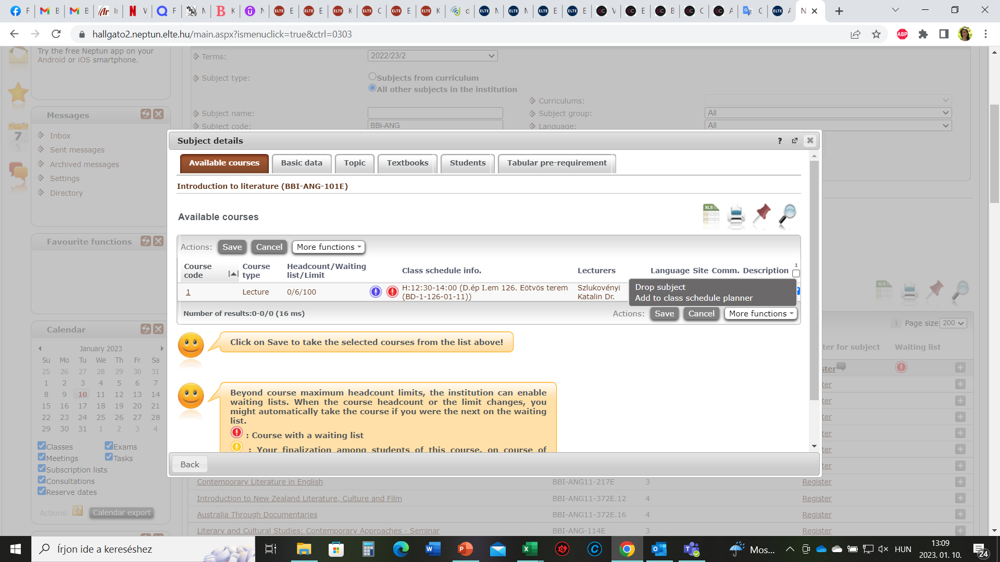 F
B
B
Ir
V
F
N
K
N
E
E
K
C
E
K
d
N
N
E
E
V
E
B
C
A
G
A
N
hallgato2.neptun.elte.hu/main.aspx?ismenuclick=true&ctrl=0303
ABP
Try the free Neptun app on your
Android or iOS smartphone.
Terms:
2022/23/2
Subject type:
Subjects from curriculum
All other subjects in the institution
Curriculums:
Subject name:
Subject group:
All
Subject code:
BBI-ANG
Language:
All
Messages
Inbox
Sent messages
Archived messages
Settings
Directory
7
Favourite functions
Calendar
January 2023
Su Mo Tu We Th Fr Sa
25 26 27 28 29 30 31
1 2 3 4 5 6 7
8 9 10 11 12 13 14
15 16 17 18 19 20 21
22 23 24 25 26 27 28
29 30 31 1 2 3 4
Classes
Exams
Meetings
Tasks
Subscription lists
Consultations
Reserve dates
Actions:
Calendar export
Subject details
?
Available courses
Basic data
Topic
Textbooks
Students
Tabular pre-requirement
Introduction to literature (BBI-ANG-101E)
Available courses
XLS
Actions: Save Cancel More functions
Course code
Course type
Headcount/Waiting list/Limit
Class schedule info.
Lecturers
Language Site Comm. Description
1
1
Lecture
0/6/100
H:12:30-14:00 (D.ép I.em 126. Eötvös terem
(BD-1-126-01-11))
Szlukovényi
Katalin Dr.
Drop subject
Add to class schedule planner
Number of results:0-0/0 (16 ms)
Actions: Save Cancel More functions
Click on Save to take the selected courses from the list above!
Beyond course maximum headcount limits, the institution can enable
waiting lists. When the course headcount or the limit changes, you
might automatically take the course if you were the next on the waiting
list.
: Course with a waiting list
: Your finalization among students of this course, on course of
Back
XLS
1 Page size 200
ter for subject
Waiting list
ster
ter
ter
ter
ter
ter
ter
Contemporary Literature in English
BBI-ANG11-217E
3
Register
Introduction to New Zealand Literature, Culture and Film
BBI-ANG11-372E.12
4
Register
Australia Through Documentaries
BBI-ANG11-372E.16
4
Register
Literary and Cultural Studies: Contemporary Approaches - Seminar
BBI-ANG-114E
3
Register
Írjon ide a kereséshez
Mos...
HUN
13:09
2023. 01. 10.
24